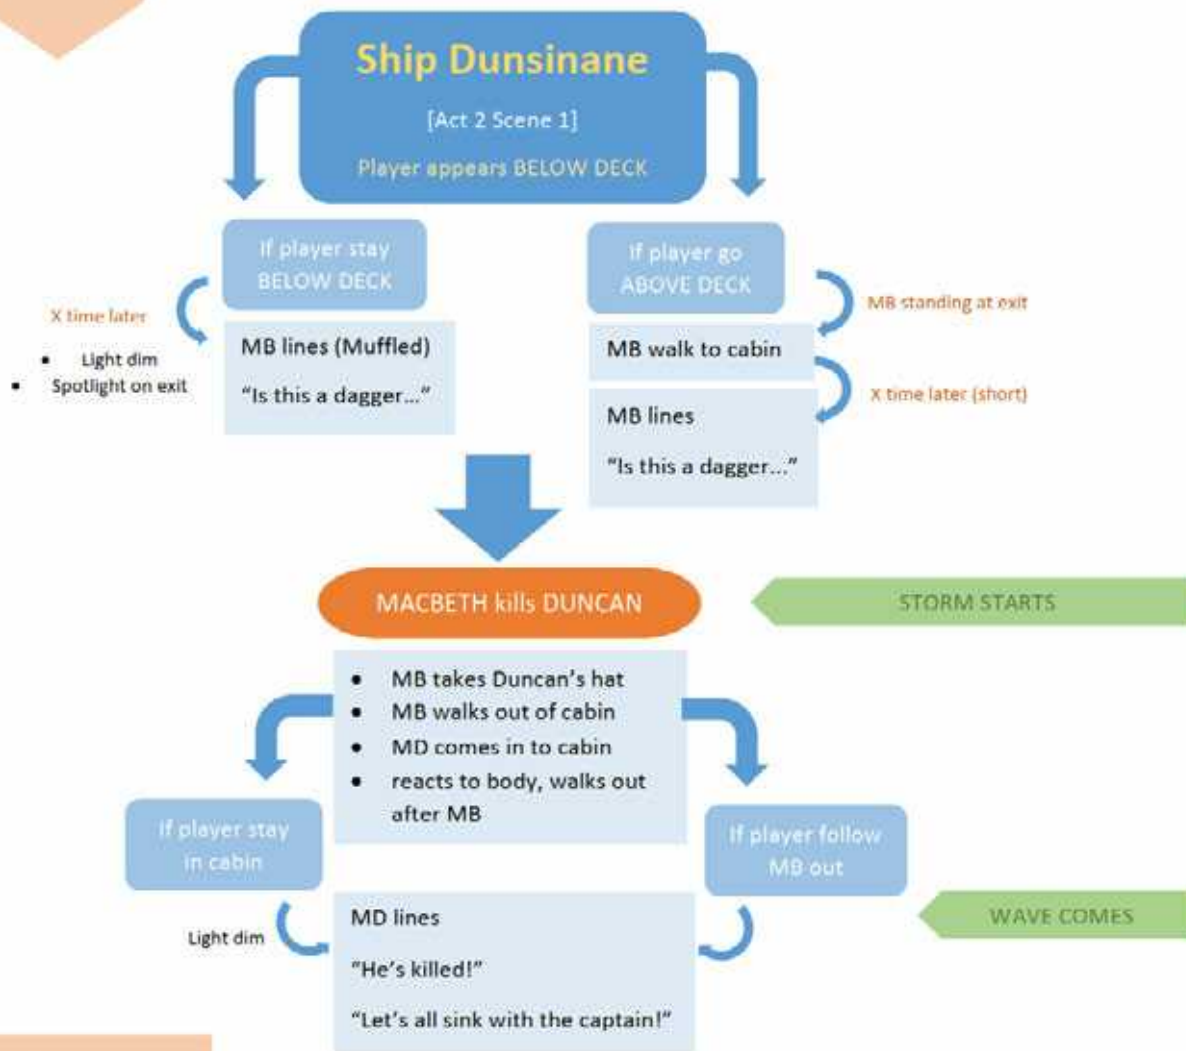 Ship Dunsinane
[Act 2 Scene 1]
Player appears BELOW DECK
If player stay
BELOW DECK
X time later
• Light dim
• Spotlight on exit
MB lines (Muffled)
“Is this a dagger...”
If player go
ABOVE DECK
MB standing at exit
MB walk to cabin
X time later (short)
MB lines
“Is this a dagger...”
MACBETH kills DUNCAN
STORM STARTS
• MB takes Duncan’s hat
• MB walks out of cabin
• MD comes in to cabin
• reacts to body, walks out
after MB
If player stay
in cabin
If player follow
MB out
Light dim
WAVE COMES
MD lines
“He’s killed!”
“Let’s all sink with the captain!”